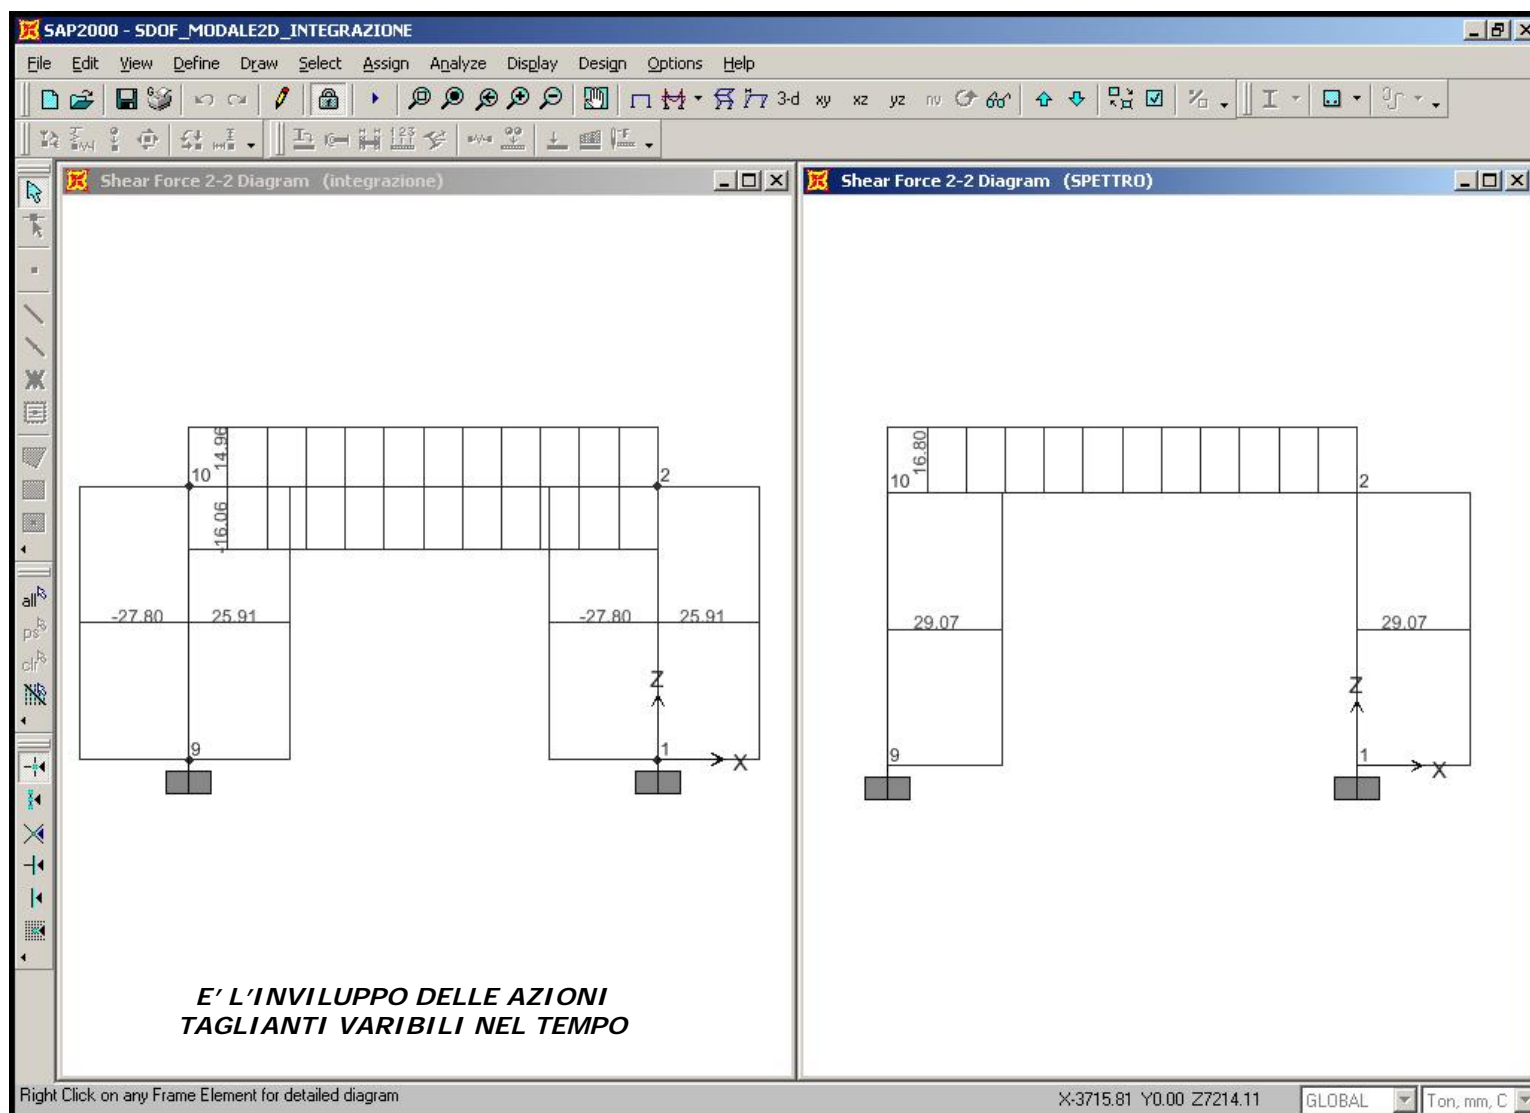 SAP2000 - SDOF_MODALE2D_INTEGRAZIONE
File Edit View Define Draw Select Assign Analyze Display Design Options Help
3-d xy xz yz nv
Shear Force 2-2 Diagram (integrazione)
Shear Force 2-2 Diagram (SPETTRO)
all
ps
clr
14.96
10
2
-16.06
-27.80 25.91
-27.80 25.91
Z
9
1
X
16.80
10
2
29.07
29.07
Z
9
1
X
E' L'INVILUPPO DELLE AZIONI
TAGLIANTI VARIBILI NEL TEMPO
Right Click on any Frame Element for detailed diagram
X-3715.81 Y0.00 Z7214.11
GLOBAL
Ton, mm, C